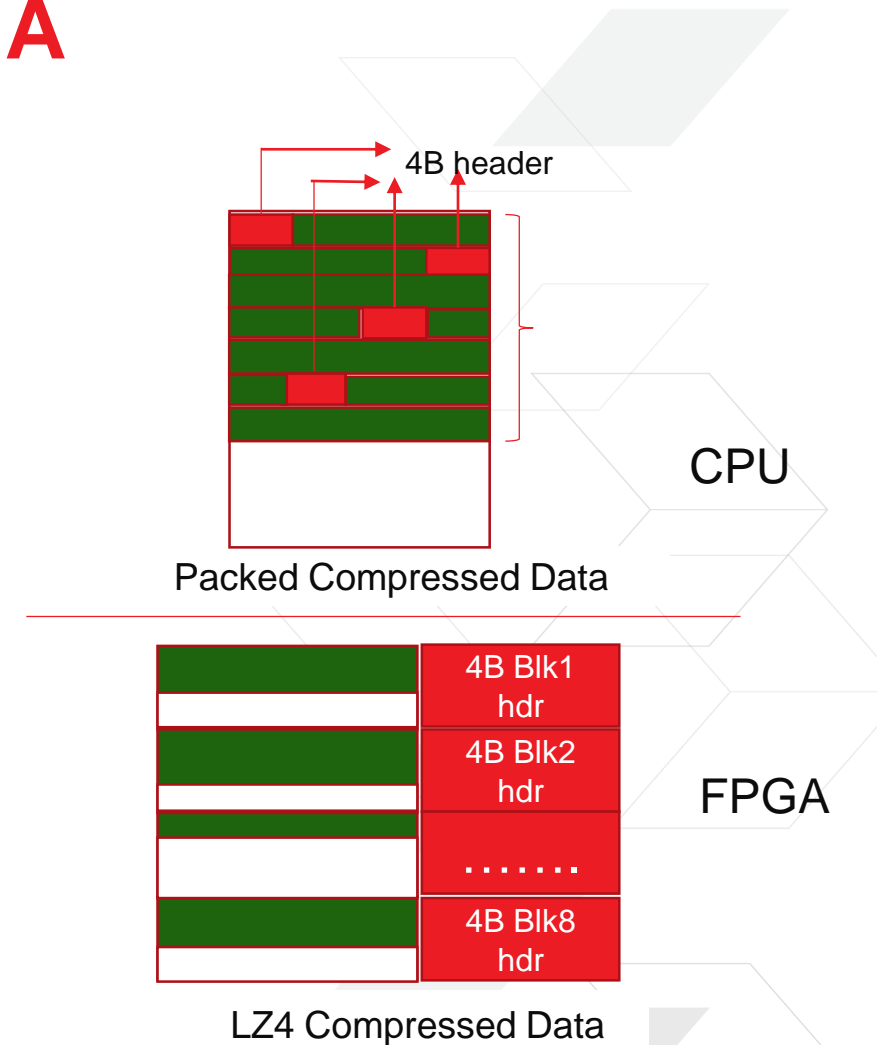 A
4B header
CPU
Packed Compressed Data
4B Blk1
hdr
4B Blk2
hdr
.......
4B Blk8
hdr
FPGA
LZ4 Compressed Data